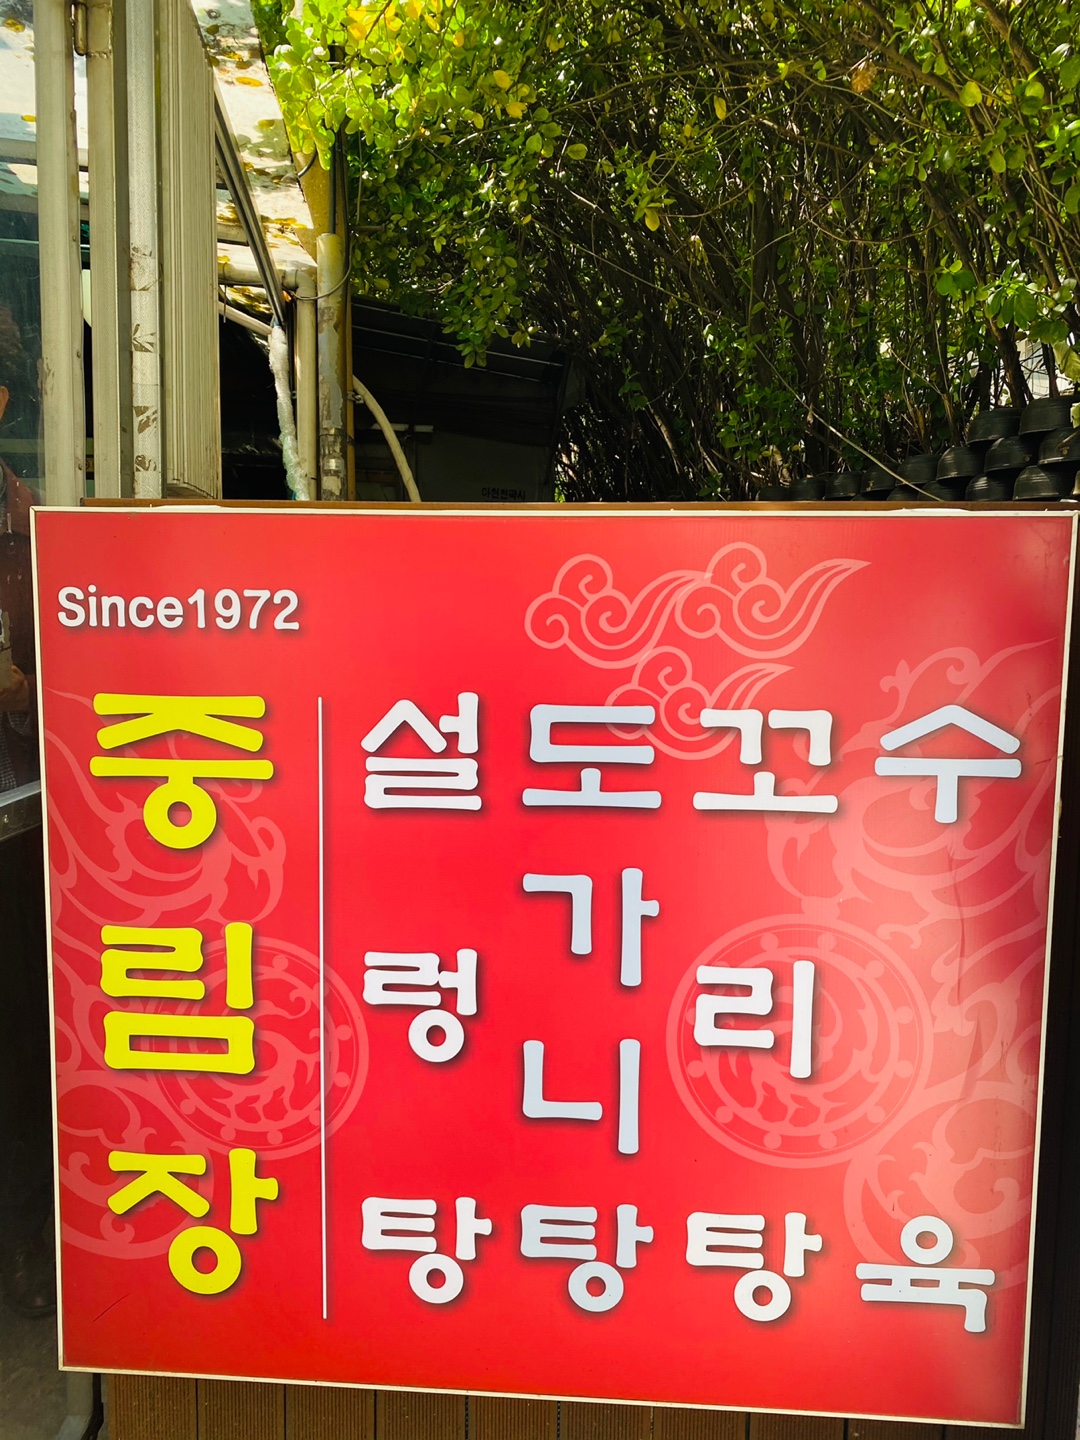 Since1972
중림장
설렁탕
도가니탕
꼬리탕
수육